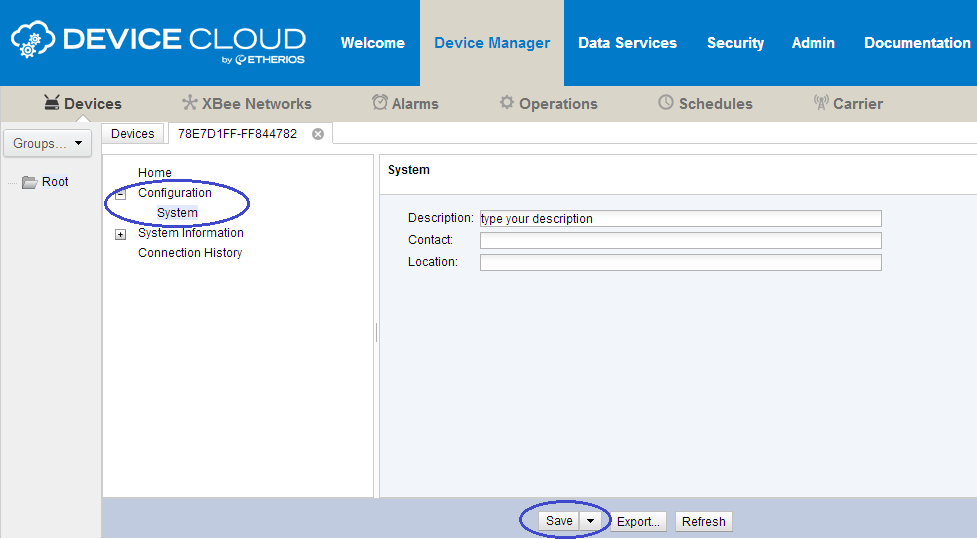 DEVICE CLOUD
by ETHERIOS
Welcome Device Manager Data Services Security Admin Documentation
Devices XBee Networks Alarms Operations Schedules Carrier
Groups... Devices 78E7D1FF-FF844782
Root
Home
Configuration
System
System Information
Connection History
System
Description: type your description
Contact:
Location:
Save Export... Refresh